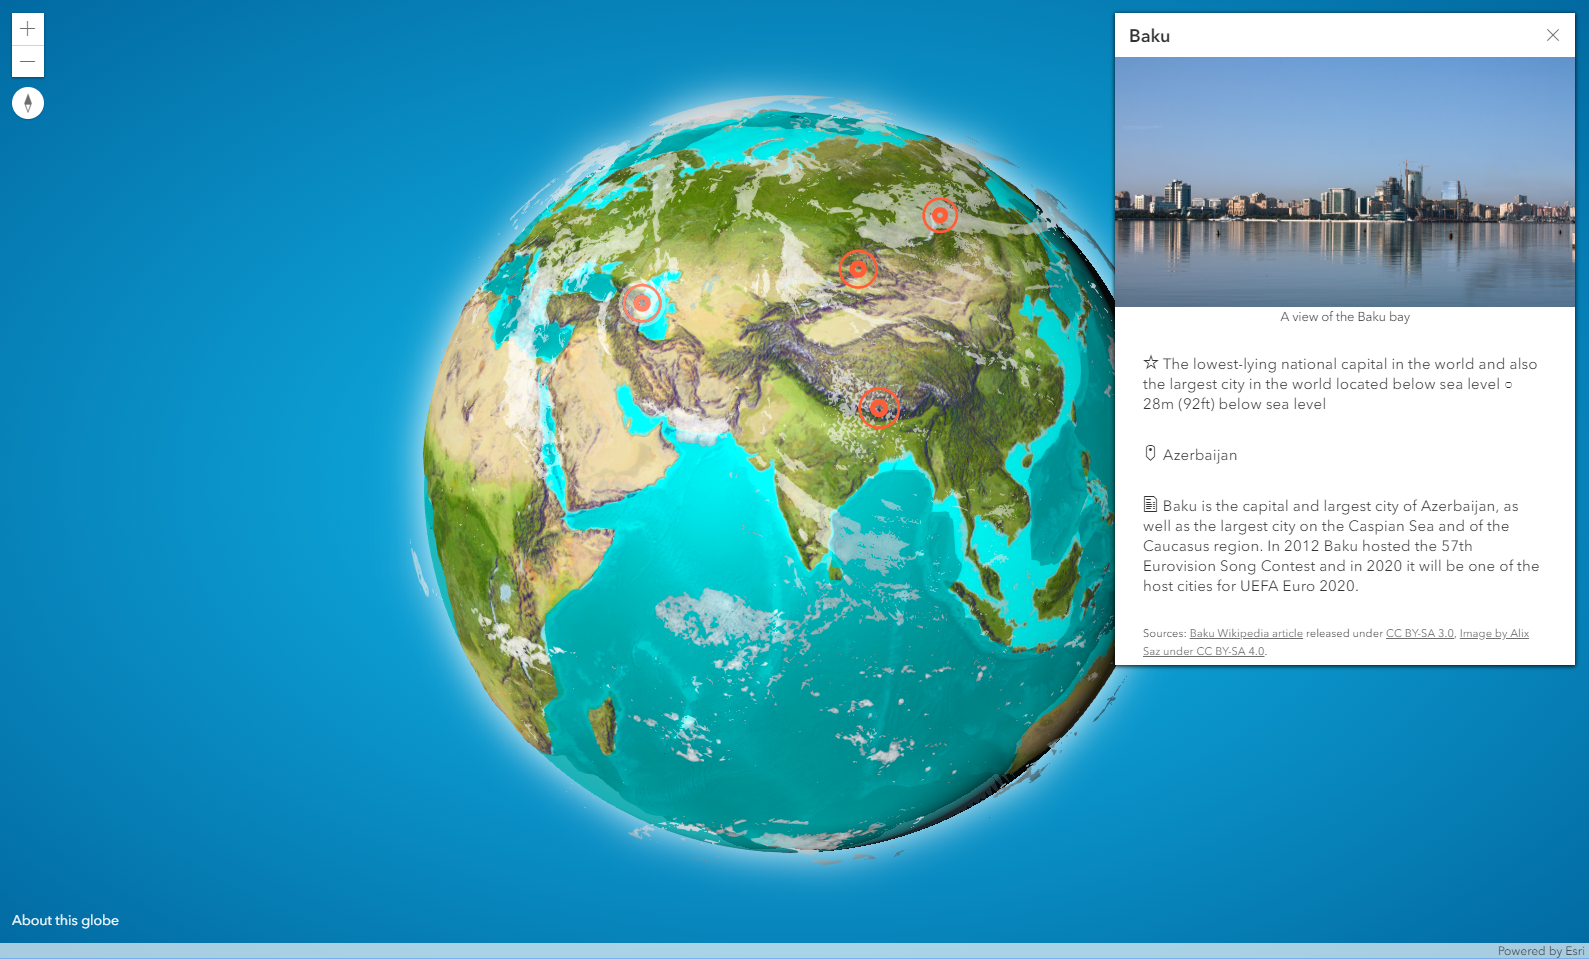 Baku
A view of the Baku bay
The lowest-lying national capital in the world and also
the largest city in the world located below sea level ○
28m (92ft) below sea level
Azerbaijan
Baku is the capital and largest city of Azerbaijan, as
well as the largest city on the Caspian Sea and of the
Caucasus region. In 2012 Baku hosted the 57th
Eurovision Song Contest and in 2020 it will be one of the
host cities for UEFA Euro 2020.
Sources: Baku Wikipedia article released under CC BY-SA 3.0, Image by Alix
Saz under CC BY-SA 4.0.
About this globe
Powered by Esri